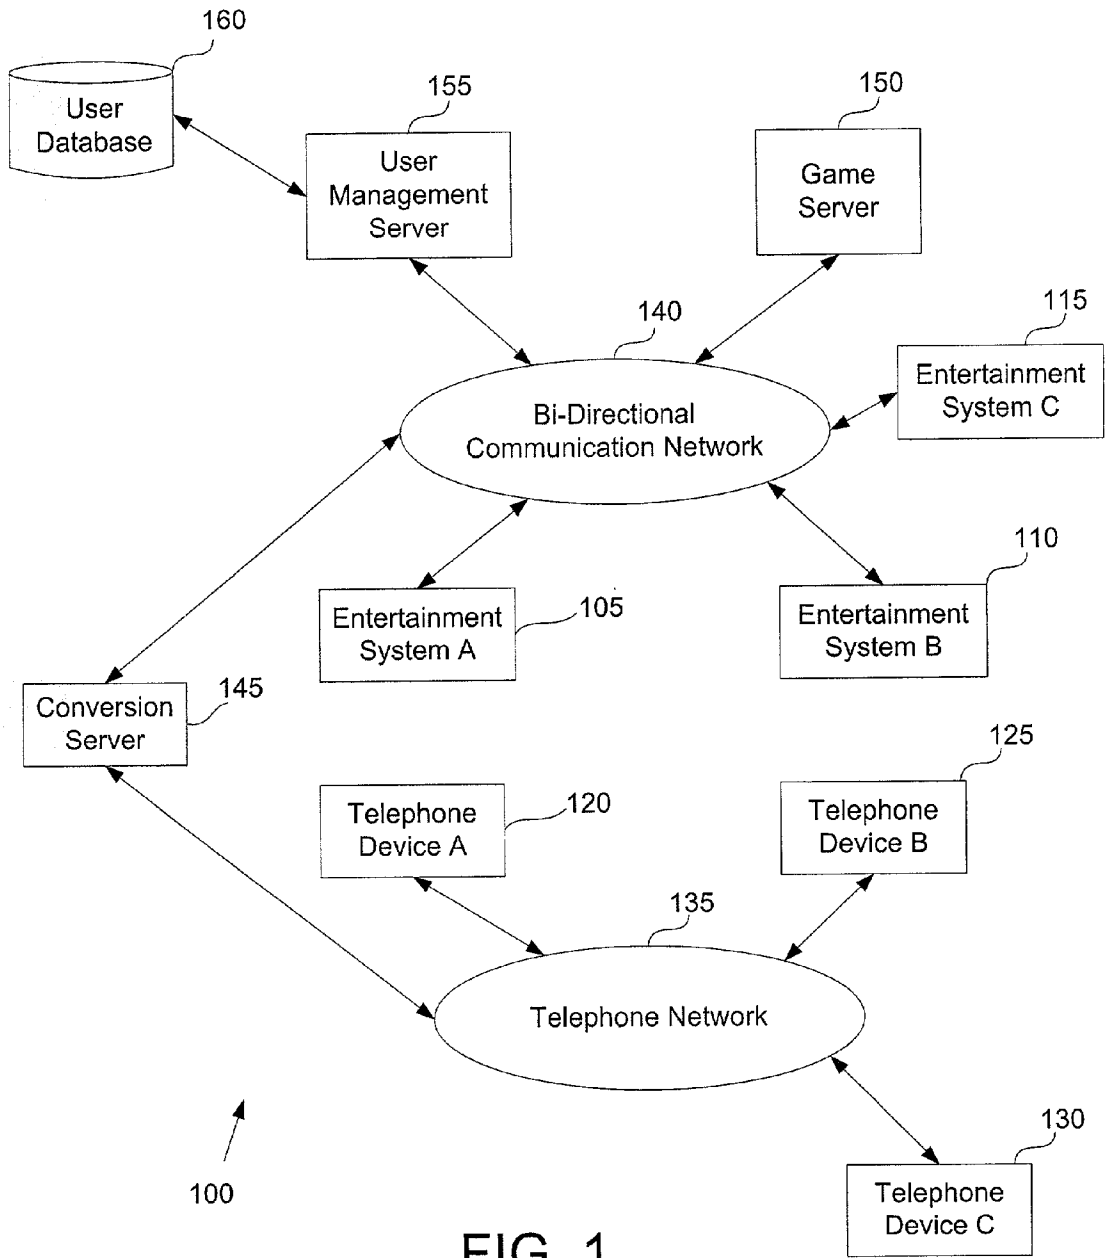 160
User
Database
155
User
Management
Server
150
Game
Server
140
Bi-Directional
Communication Network
115
Entertainment
System C
105
Entertainment
System A
110
Entertainment
System B
145
Conversion
Server
120
Telephone
Device A
125
Telephone
Device B
135
Telephone Network
130
Telephone
Device C
100
FIG. 1